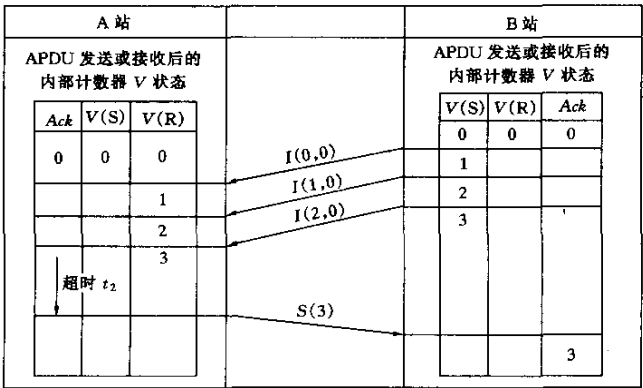 A 站
B 站
APDU 发送或接收后的
内部计数器 V 状态
APDU 发送或接收后的
内部计数器 V 状态
Ack V(S) V(R)
V(S) V(R) Ack
0 0 0
0 0 0
I(0,0)
1
I(1,0)
1
2
I(2,0)
2
3
3
超时 t₂
S(3)
3